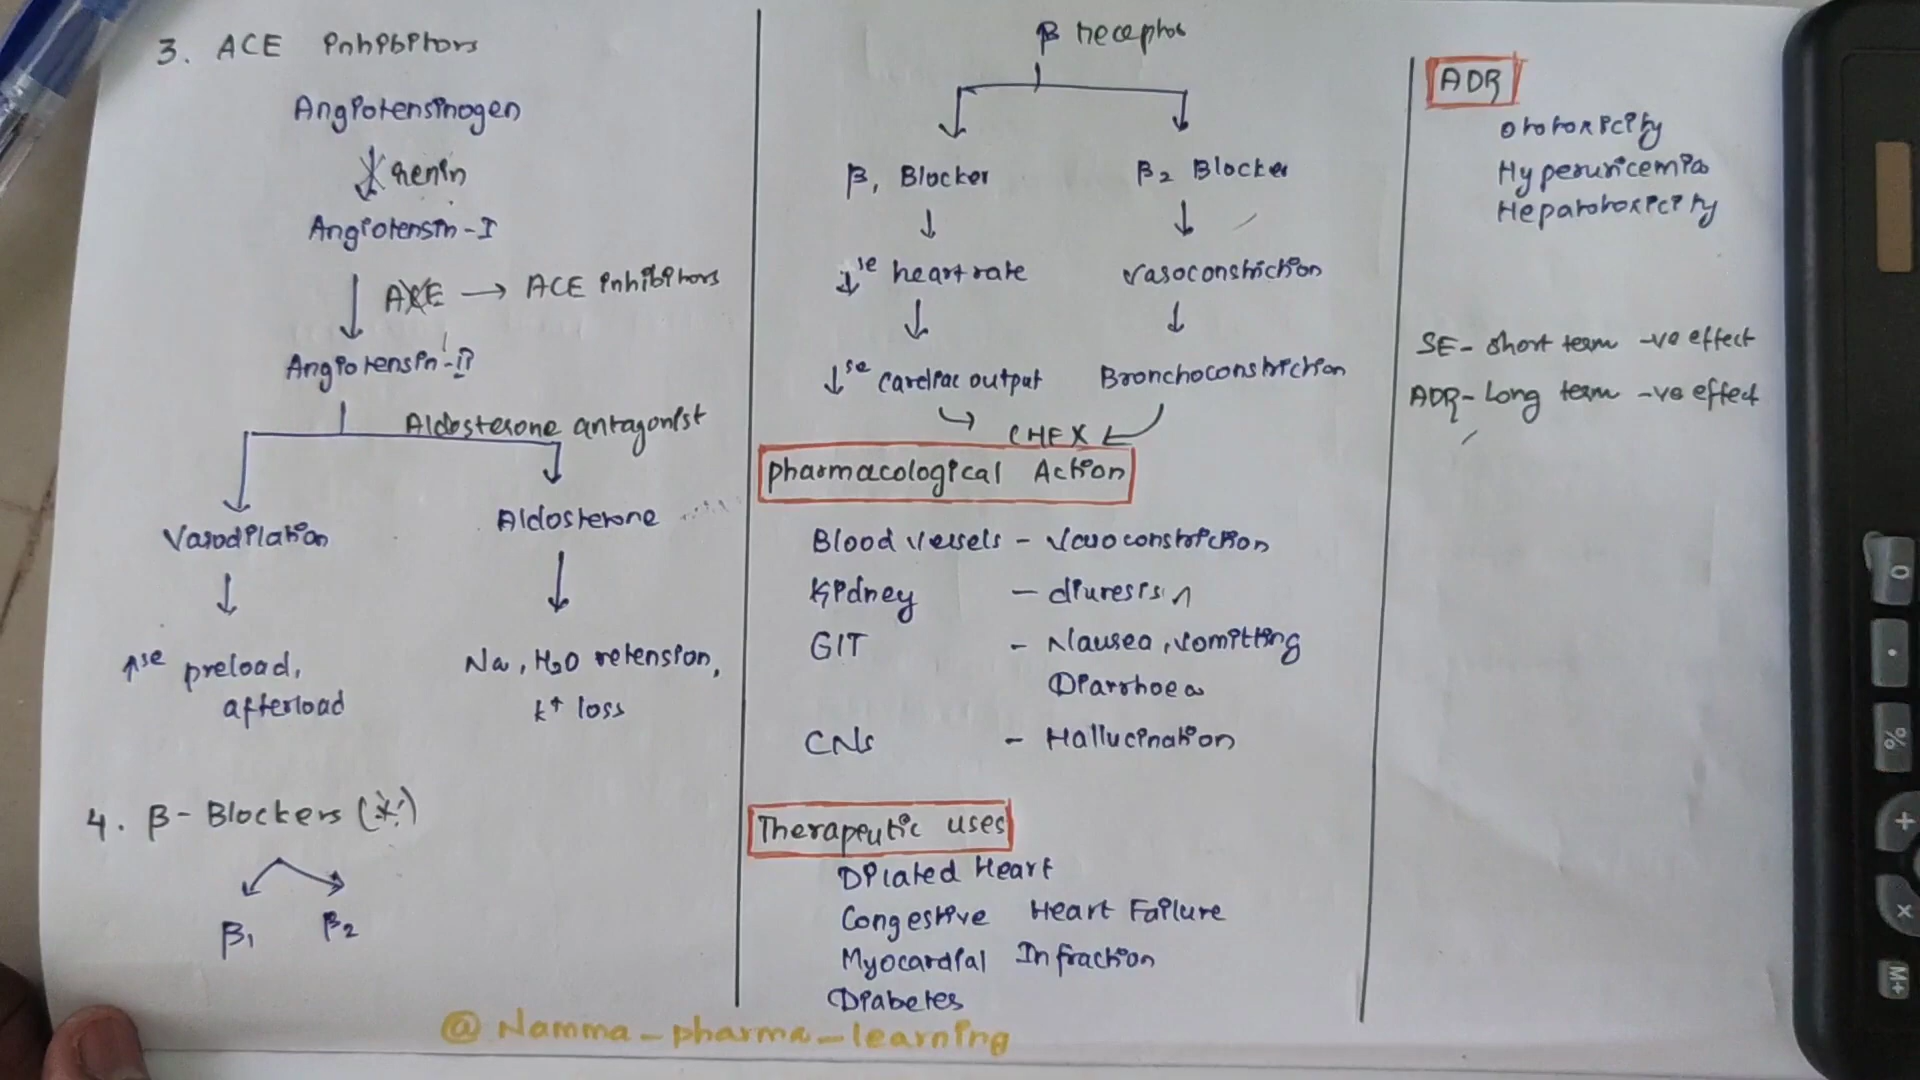 3. ACE Inhibitors
Angiotensinogen
renin
Angiotensin-I
ACE → ACE inhibitors
Angiotensin-II
Aldosterone antagonist
Vasodilation
Aldosterone
↑se preload,
afterload
Na, H2O retension,
k+ loss
4. β-Blockers (*:)
β1 β2
β receptor
β1 Blocker
β2 Blocker
↓se heart rate
vasoconstriction
↓se cardiac output
Bronchoconstriction
CHF X
pharmacological Action
Blood vessels - vasoconstriction
Kidney - diuresis
GIT - Nausea, vomitting
Diarrhoea
CNS - Hallucination
Therapeutic uses
Dilated Heart
Congestive Heart Failure
Myocardial Infraction
Diabetes
ADR
ototoxicity
Hyperuricemia
Hepatotoxicity
SE - short term -ve effect
ADR - Long term -ve effect
@Namma_pharma_learning
0
.
%
+
×
M+